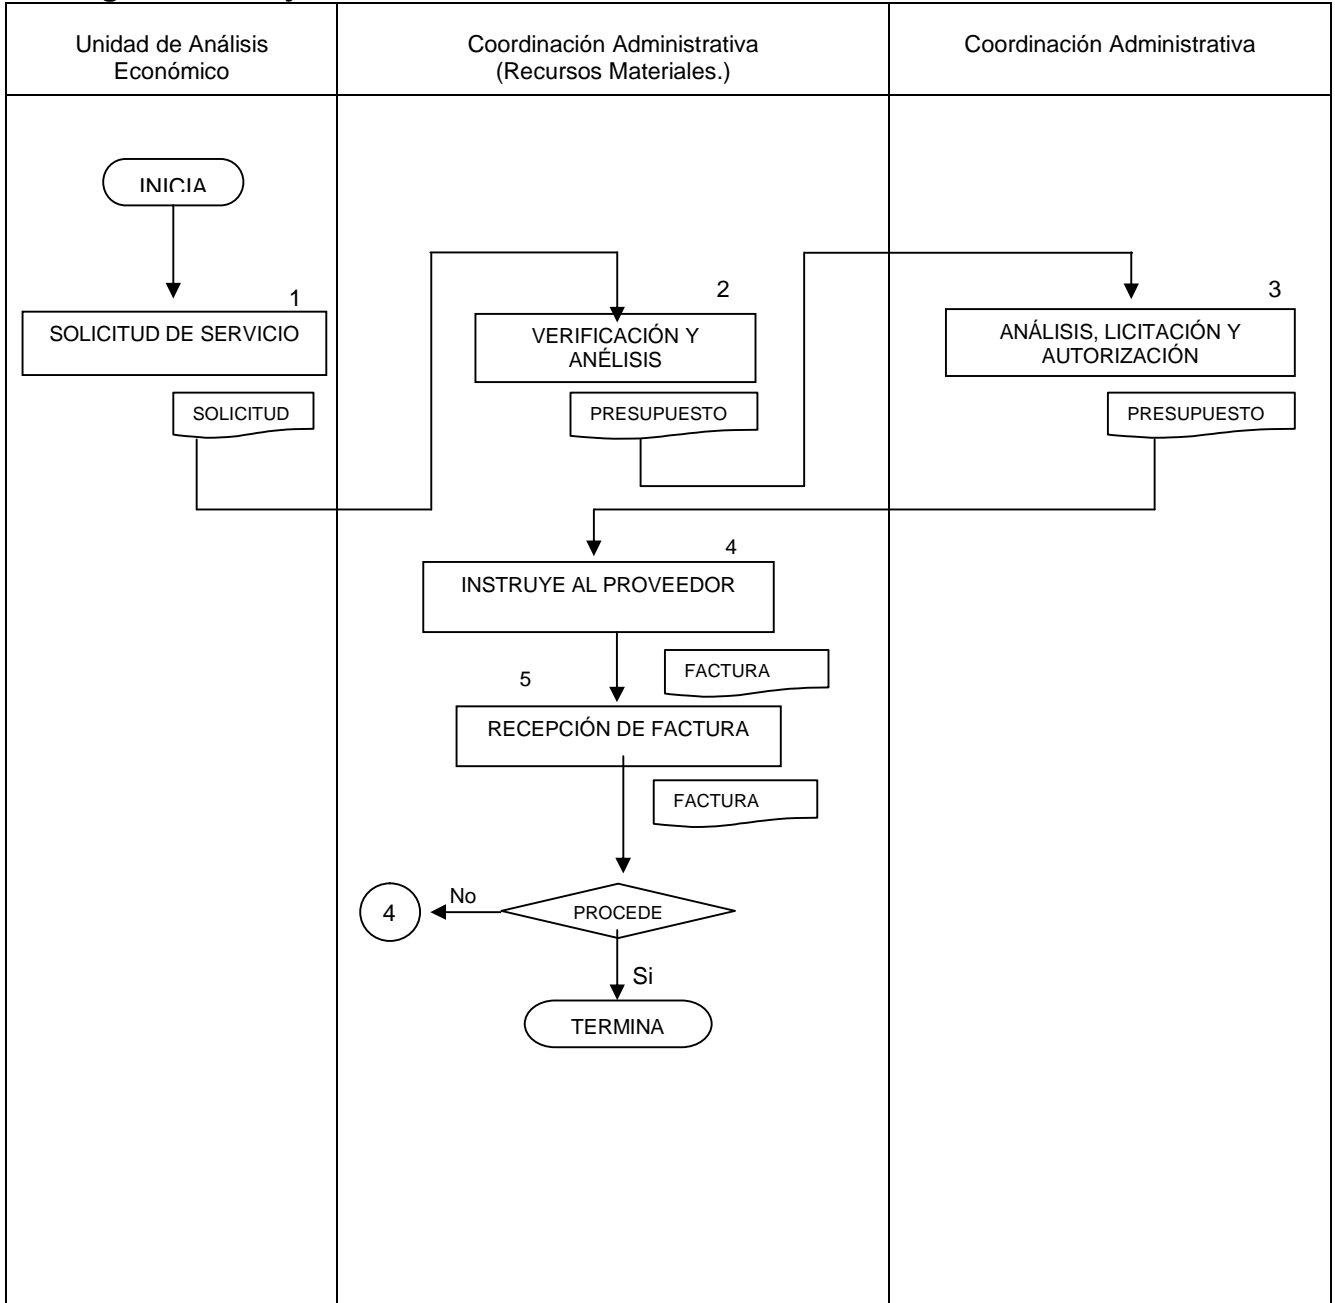 Unidad de Análisis
Económico
Coordinación Administrativa
(Recursos Materiales.)
Coordinación Administrativa
INICIA
1
SOLICITUD DE SERVICIO
SOLICITUD
2
VERIFICACIÓN Y
ANÉLISIS
PRESUPUESTO
3
ANÁLISIS, LICITACIÓN Y
AUTORIZACIÓN
PRESUPUESTO
4
INSTRUYE AL PROVEEDOR
FACTURA
5
RECEPCIÓN DE FACTURA
FACTURA
PROCEDE
No
4
Si
TERMINA